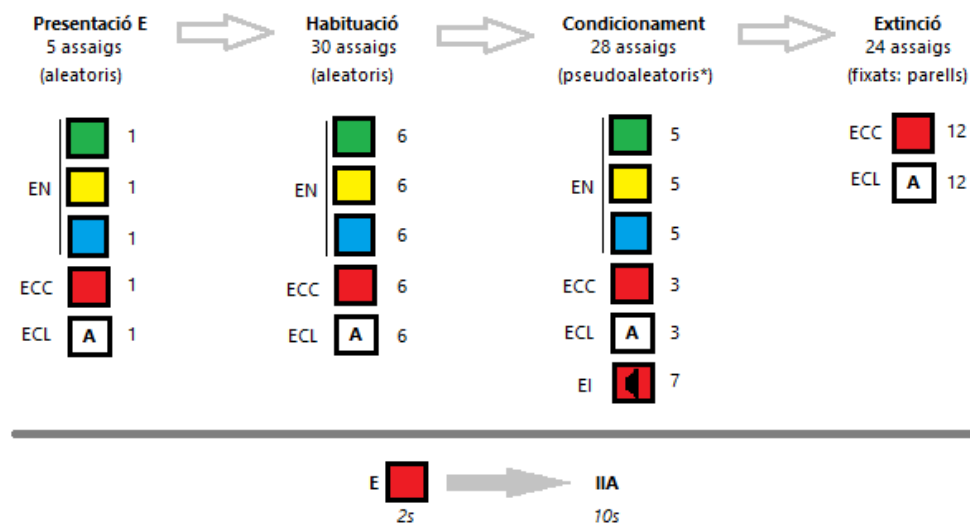 Presentació E
5 assaigs
(aleatoris)
Habituació
30 assaigs
(aleatoris)
Condicionament
28 assaigs
(pseudoaleatoris*)
Extinció
24 assaigs
(fixats: parells)
EN
1
1
1
ECC 1
ECL A 1
EN
6
6
6
ECC 6
ECL A 6
EN
5
5
5
ECC 3
ECL A 3
EI 7
ECC 12
ECL A 12
E IIA
2s 10s